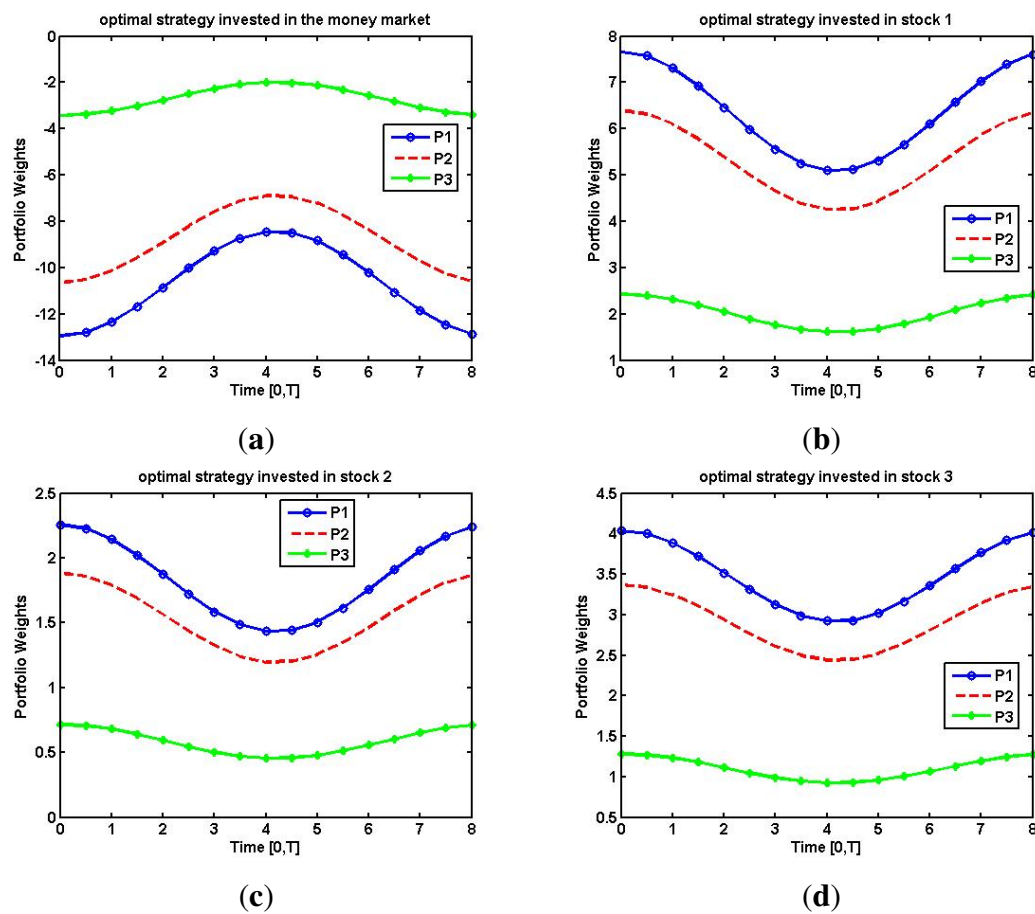 optimal strategy invested in the money market
0
-2
-4
-6
-8
-10
-12
-14
Portfolio Weights
P1
P2
P3
0 1 2 3 4 5 6 7 8
Time [0,T]
(a)
optimal strategy invested in stock 1
8
7
6
5
4
3
2
1
Portfolio Weights
P1
P2
P3
0 1 2 3 4 5 6 7 8
Time [0,T]
(b)
optimal strategy invested in stock 2
2.5
2
1.5
1
0.5
0
Portfolio Weights
P1
P2
P3
0 1 2 3 4 5 6 7 8
Time [0,T]
(c)
optimal strategy invested in stock 3
4.5
4
3.5
3
2.5
2
1.5
1
0.5
Portfolio Weights
P1
P2
P3
0 1 2 3 4 5 6 7 8
Time [0,T]
(d)